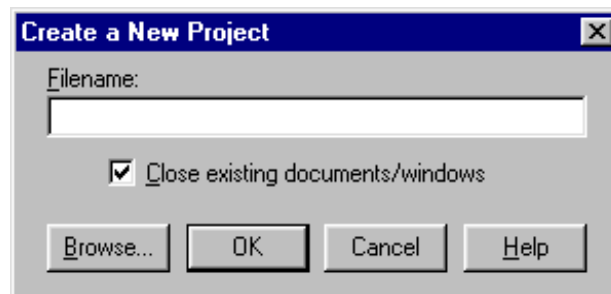 Create a New Project
Filename:
Close existing documents/windows
Browse... OK Cancel Help